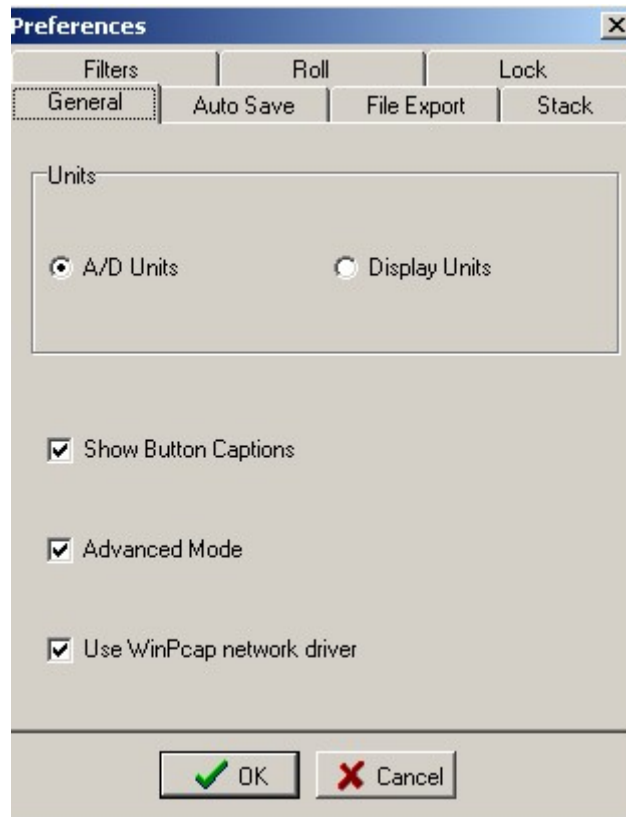 Preferences
Filters Roll Lock
General Auto Save File Export Stack
Units
A/D Units Display Units
Show Button Captions
Advanced Mode
Use WinPcap network driver
OK Cancel